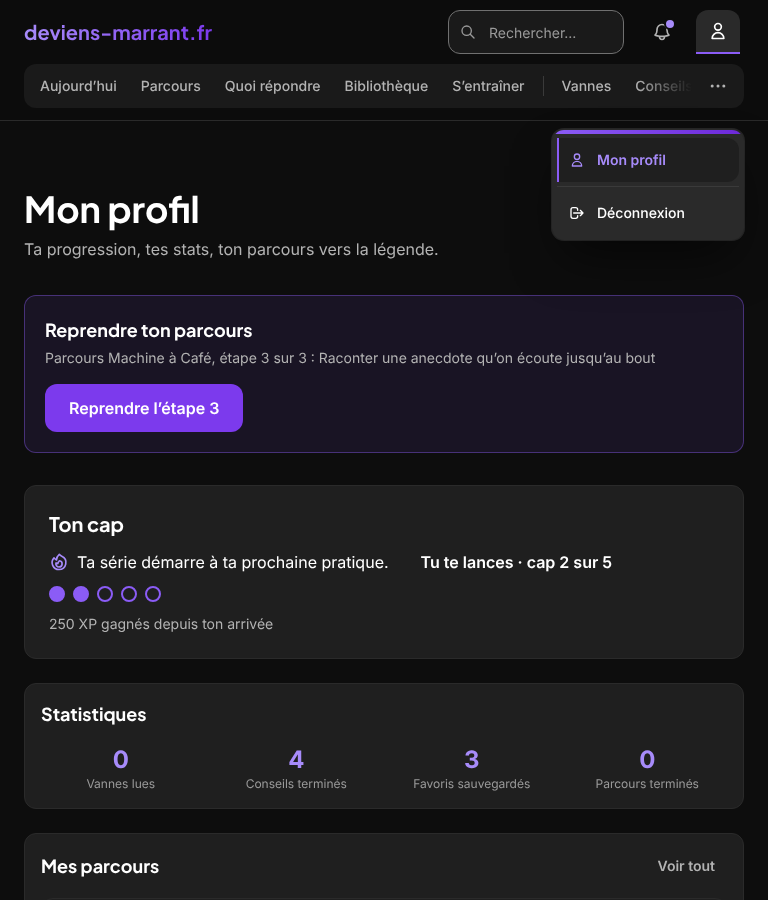 deviens-marrant.fr
Rechercher...
Aujourd’hui Parcours Quoi répondre Bibliothèque S’entraîner Vannes Conseils ···
Mon profil
Déconnexion
Mon profil
Ta progression, tes stats, ton parcours vers la légende.
Reprendre ton parcours
Parcours Machine à Café, étape 3 sur 3 : Raconter une anecdote qu’on écoute jusqu’au bout
Reprendre l’étape 3
Ton cap
Ta série démarre à ta prochaine pratique. Tu te lances · cap 2 sur 5
250 XP gagnés depuis ton arrivée
Statistiques
0 4 3 0
Vannes lues Conseils terminés Favoris sauvegardés Parcours terminés
Mes parcours Voir tout